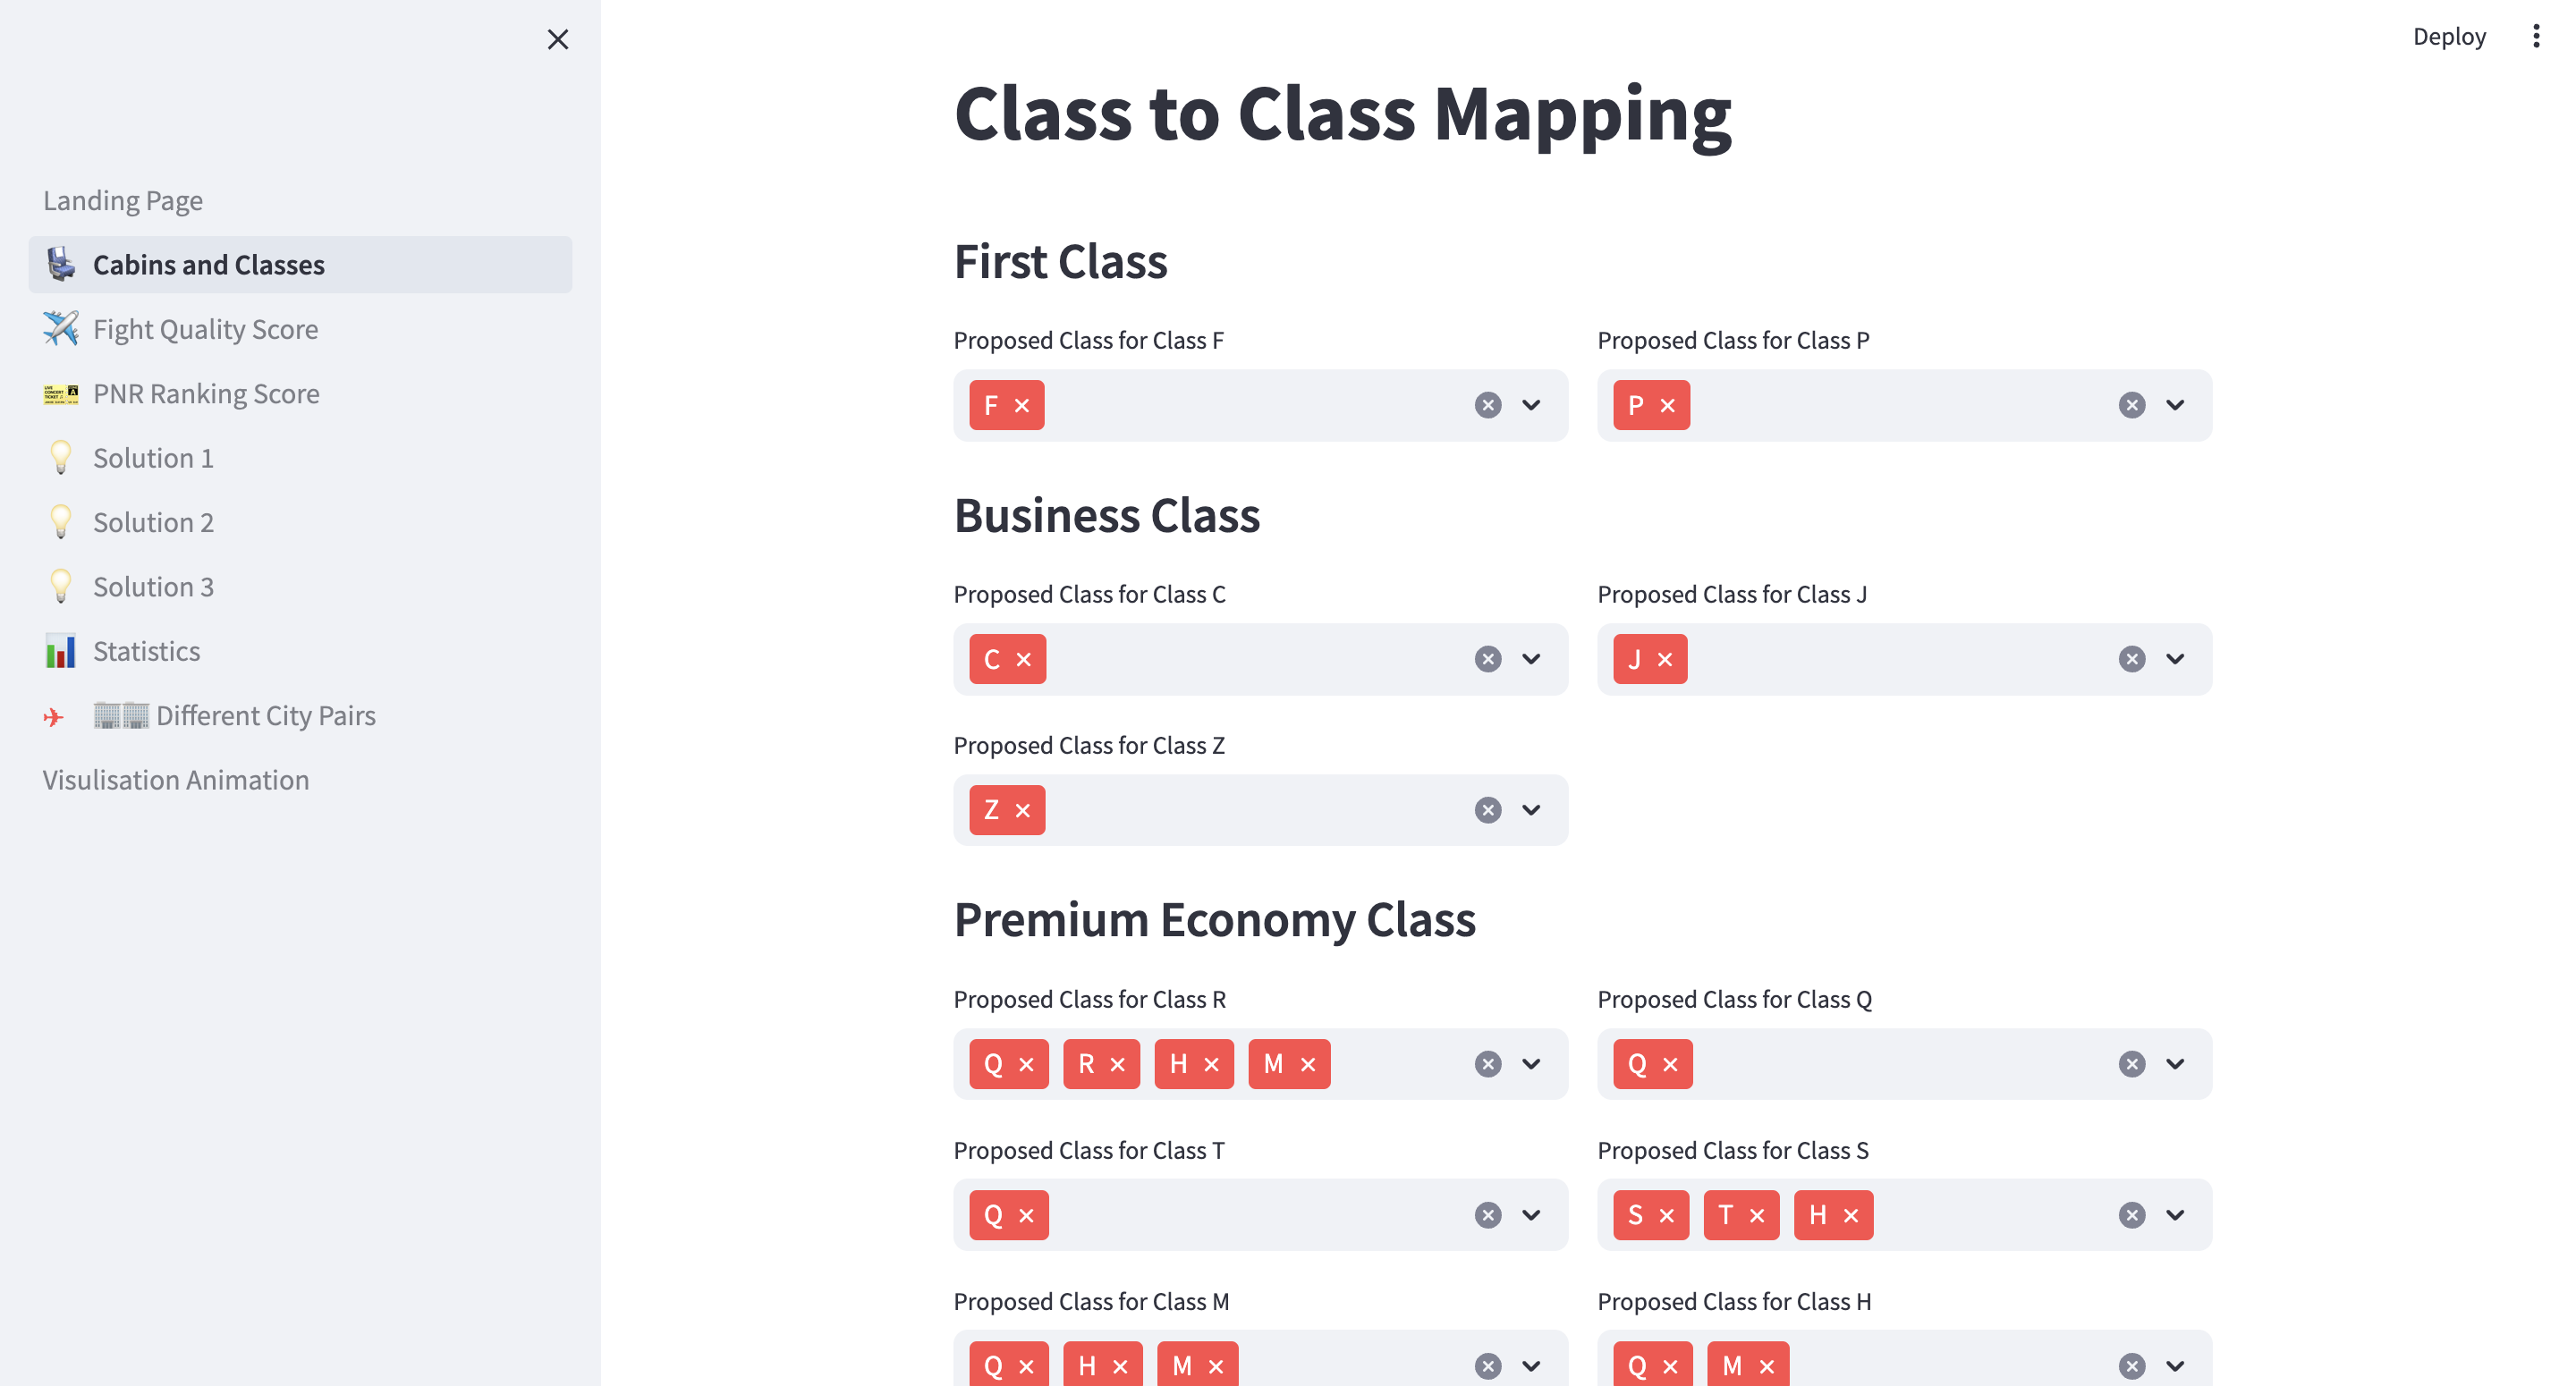 Deploy
Landing Page
Cabins and Classes
Fight Quality Score
PNR Ranking Score
Solution 1
Solution 2
Solution 3
Statistics
Different City Pairs
Visulisation Animation
Class to Class Mapping
First Class
Proposed Class for Class F
Proposed Class for Class P
F
P
Business Class
Proposed Class for Class C
Proposed Class for Class J
C
J
Proposed Class for Class Z
Z
Premium Economy Class
Proposed Class for Class R
Proposed Class for Class Q
Q R H M
Q
Proposed Class for Class T
Proposed Class for Class S
Q
S T H
Proposed Class for Class M
Proposed Class for Class H
Q H M
Q M